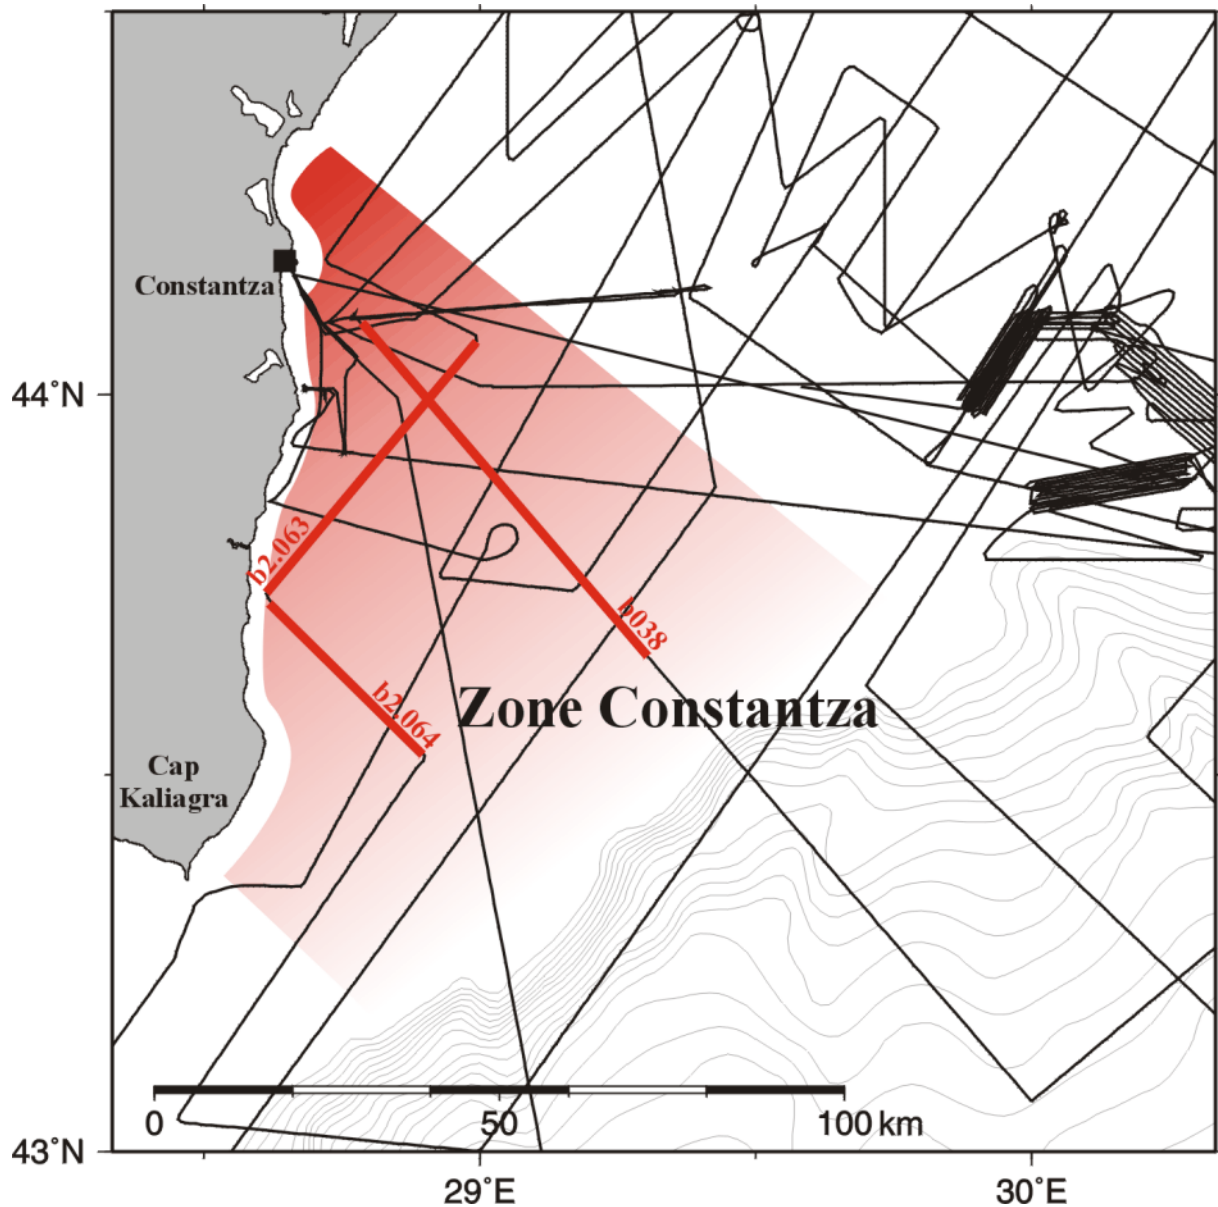 Constantza
44°N
b2.063
b038
b2.064
Zone Constantza
Cap
Kaliagra
0 50 100 km
43°N
29°E 30°E